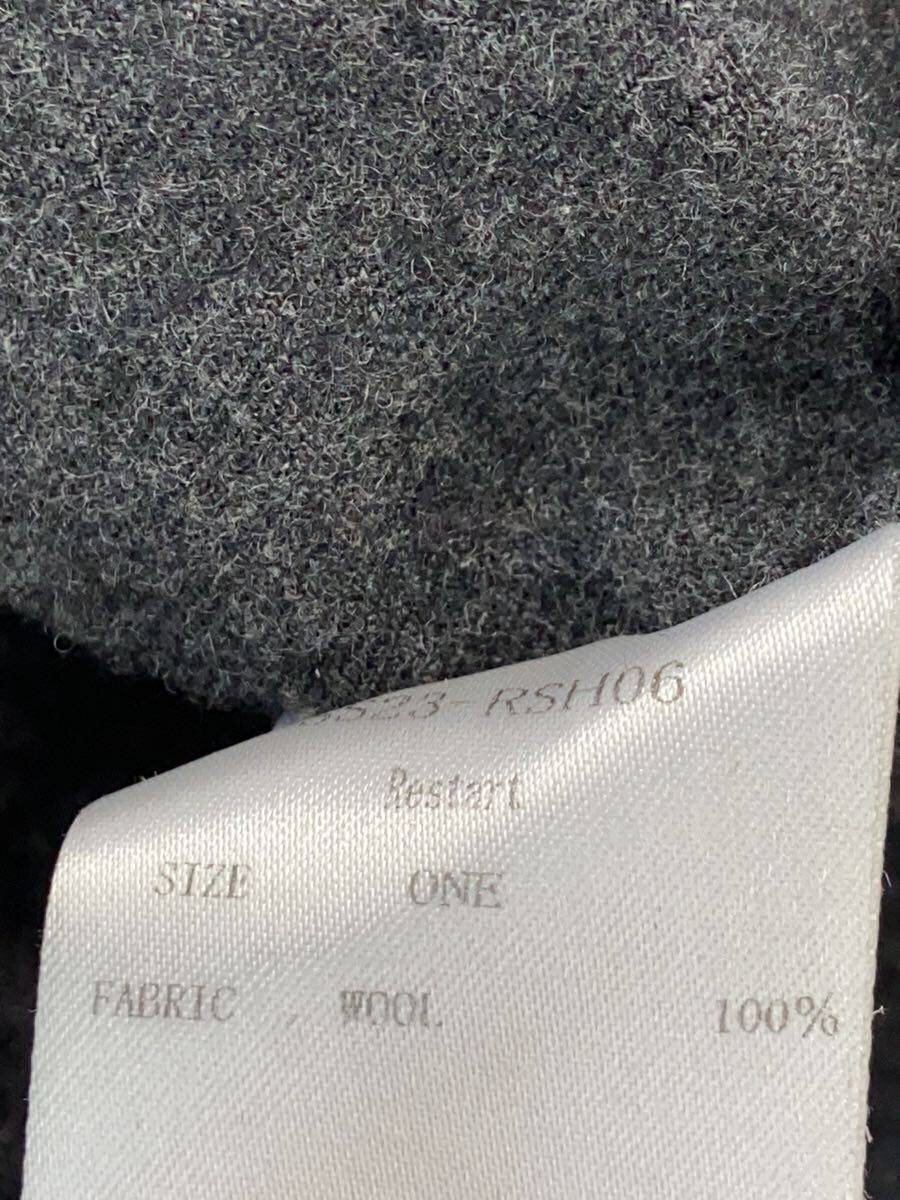 SS23-RSH06
Restart
SIZE ONE
FABRIC WOOL 100%